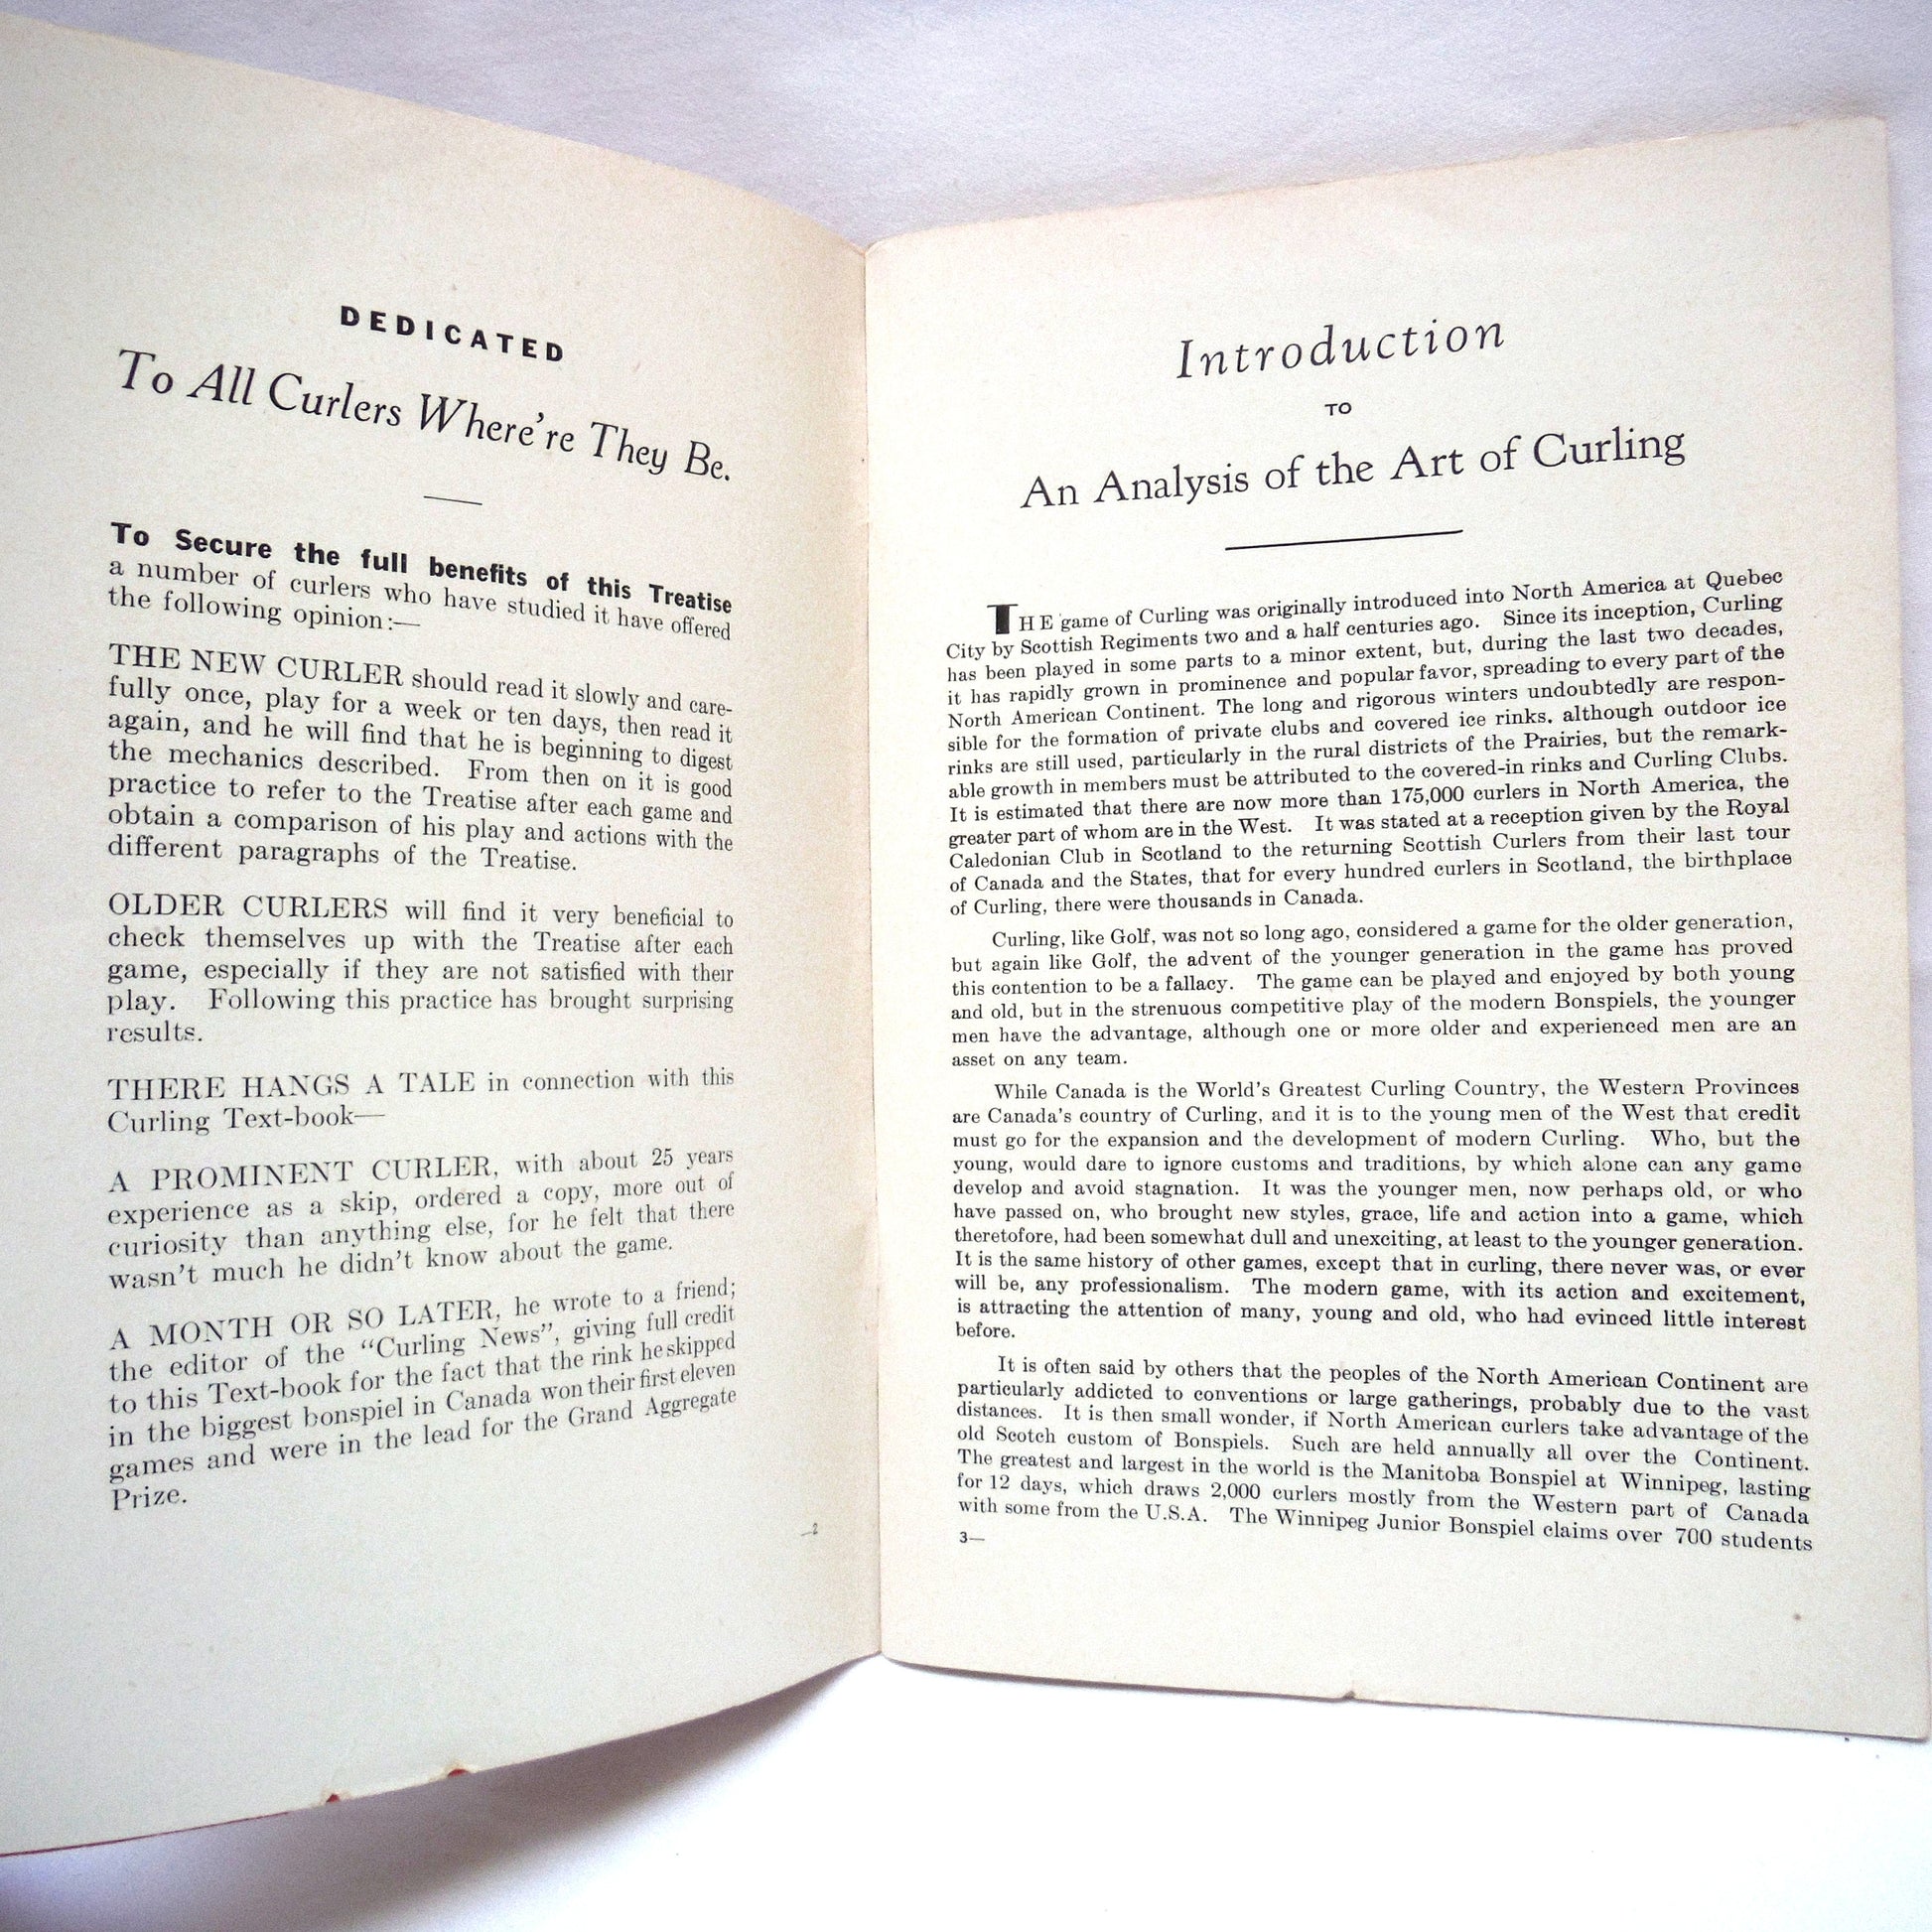 DEDICATED
To All Curlers Where're They Be.
To Secure the full benefits of this Treatise
a number of curlers who have studied it have offered
the following opinion:—
THE NEW CURLER should read it slowly and care-
fully once, play for a week or ten days, then read it
again, and he will find that he is beginning to digest
the mechanics described. From then on it is good
practice to refer to the Treatise after each game and
obtain a comparison of his play and actions with the
different paragraphs of the Treatise.
OLDER CURLERS will find it very beneficial to
check themselves up with the Treatise after each
game, especially if they are not satisfied with their
play. Following this practice has brought surprising
results.
THERE HANGS A TALE in connection with this
Curling Text-book—
A PROMINENT CURLER, with about 25 years
experience as a skip, ordered a copy, more out of
curiosity than anything else, for he felt that there
wasn't much he didn't know about the game.
A MONTH OR SO LATER, he wrote to a friend;
the editor of the "Curling News", giving full credit
to this Text-book for the fact that the rink he skipped
in the biggest bonspiel in Canada won their first eleven
games and were in the lead for the Grand Aggregate
Prize.
—2
Introduction
TO
An Analysis of the Art of Curling
THE game of Curling was originally introduced into North America at Quebec
City by Scottish Regiments two and a half centuries ago. Since its inception, Curling
has been played in some parts to a minor extent, but, during the last two decades,
it has rapidly grown in prominence and popular favor, spreading to every part of the
North American Continent. The long and rigorous winters undoubtedly are respon-
sible for the formation of private clubs and covered ice rinks. although outdoor ice
rinks are still used, particularly in the rural districts of the Prairies, but the remark-
able growth in members must be attributed to the covered-in rinks and Curling Clubs.
It is estimated that there are now more than 175,000 curlers in North America, the
greater part of whom are in the West. It was stated at a reception given by the Royal
Caledonian Club in Scotland to the returning Scottish Curlers from their last tour
of Canada and the States, that for every hundred curlers in Scotland, the birthplace
of Curling, there were thousands in Canada.
Curling, like Golf, was not so long ago, considered a game for the older generation,
but again like Golf, the advent of the younger generation in the game has proved
this contention to be a fallacy. The game can be played and enjoyed by both young
and old, but in the strenuous competitive play of the modern Bonspiels, the younger
men have the advantage, although one or more older and experienced men are an
asset on any team.
While Canada is the World's Greatest Curling Country, the Western Provinces
are Canada's country of Curling, and it is to the young men of the West that credit
must go for the expansion and the development of modern Curling. Who, but the
young, would dare to ignore customs and traditions, by which alone can any game
develop and avoid stagnation. It was the younger men, now perhaps old, or who
have passed on, who brought new styles, grace, life and action into a game, which
theretofore, had been somewhat dull and unexciting, at least to the younger generation.
It is the same history of other games, except that in curling, there never was, or ever
will be, any professionalism. The modern game, with its action and excitement,
is attracting the attention of many, young and old, who had evinced little interest
before.
It is often said by others that the peoples of the North American Continent are
particularly addicted to conventions or large gatherings, probably due to the vast
distances. It is then small wonder, if North American curlers take advantage of the
old Scotch custom of Bonspiels. Such are held annually all over the Continent.
The greatest and largest in the world is the Manitoba Bonspiel at Winnipeg, lasting
for 12 days, which draws 2,000 curlers mostly from the Western part of Canada
with some from the U.S.A. The Winnipeg Junior Bonspiel claims over 700 students
3—